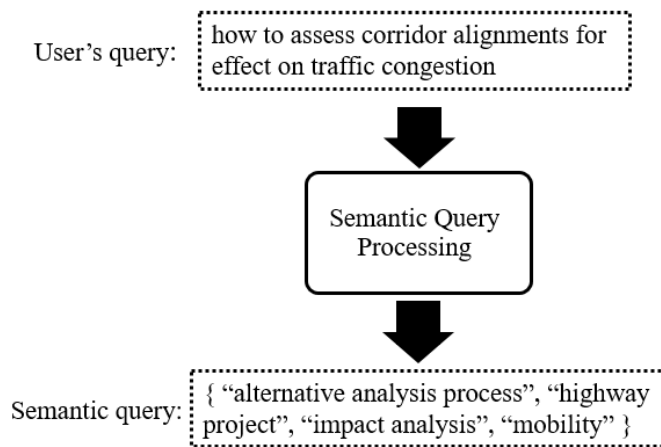 User’s query:
how to assess corridor alignments for
effect on traffic congestion
Semantic Query
Processing
Semantic query:
{ “alternative analysis process”, “highway
project”, “impact analysis”, “mobility” }